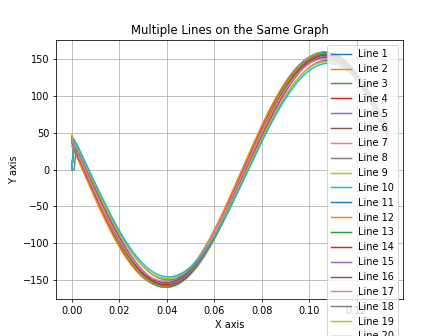 Multiple Lines on the Same Graph
150
100
50
0
−50
−100
−150
Y axis
0.00
0.02
0.04
0.06
0.08
0.10
X axis
Line 1
Line 2
Line 3
Line 4
Line 5
Line 6
Line 7
Line 8
Line 9
Line 10
Line 11
Line 12
Line 13
Line 14
Line 15
Line 16
Line 17
Line 18
Line 19
Line 20